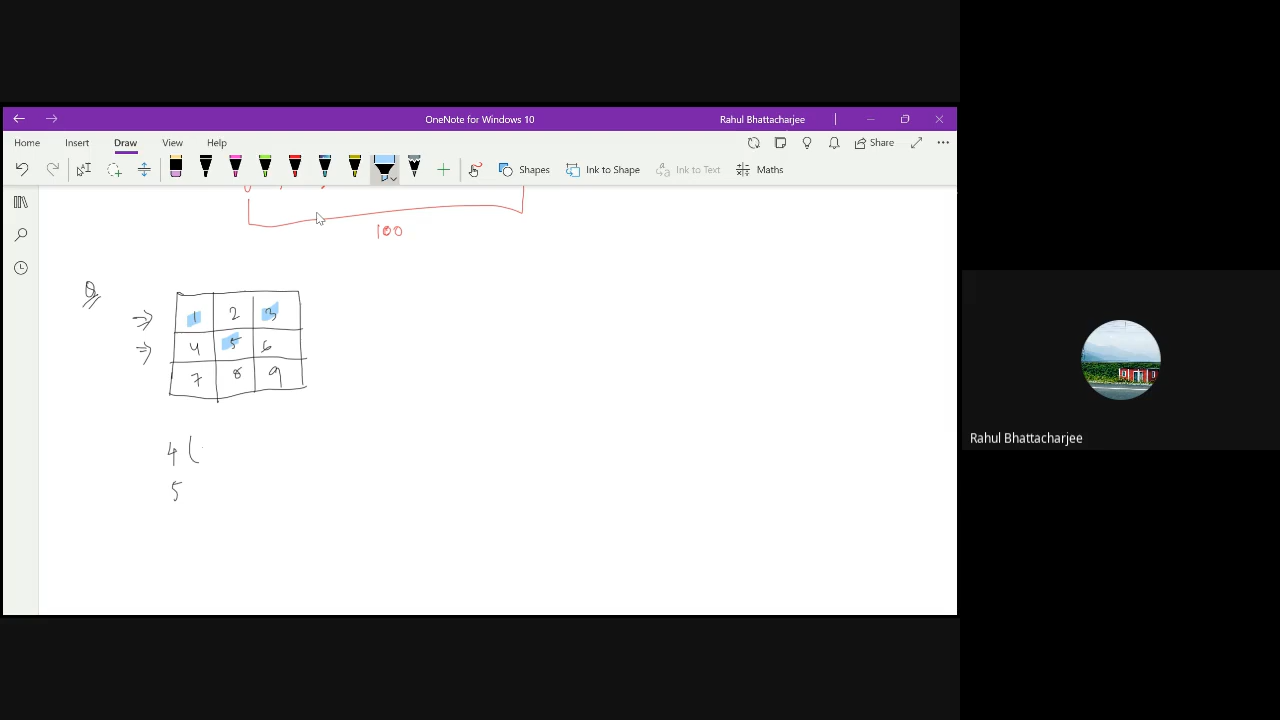 OneNote for Windows 10
Rahul Bhattacharjee
Home Insert Draw View Help
Share
Shapes
Ink to Shape
Ink to Text
Maths
100
Q
1 2 3
4 5 6
7 8 9
4 (
5
Rahul Bhattacharjee